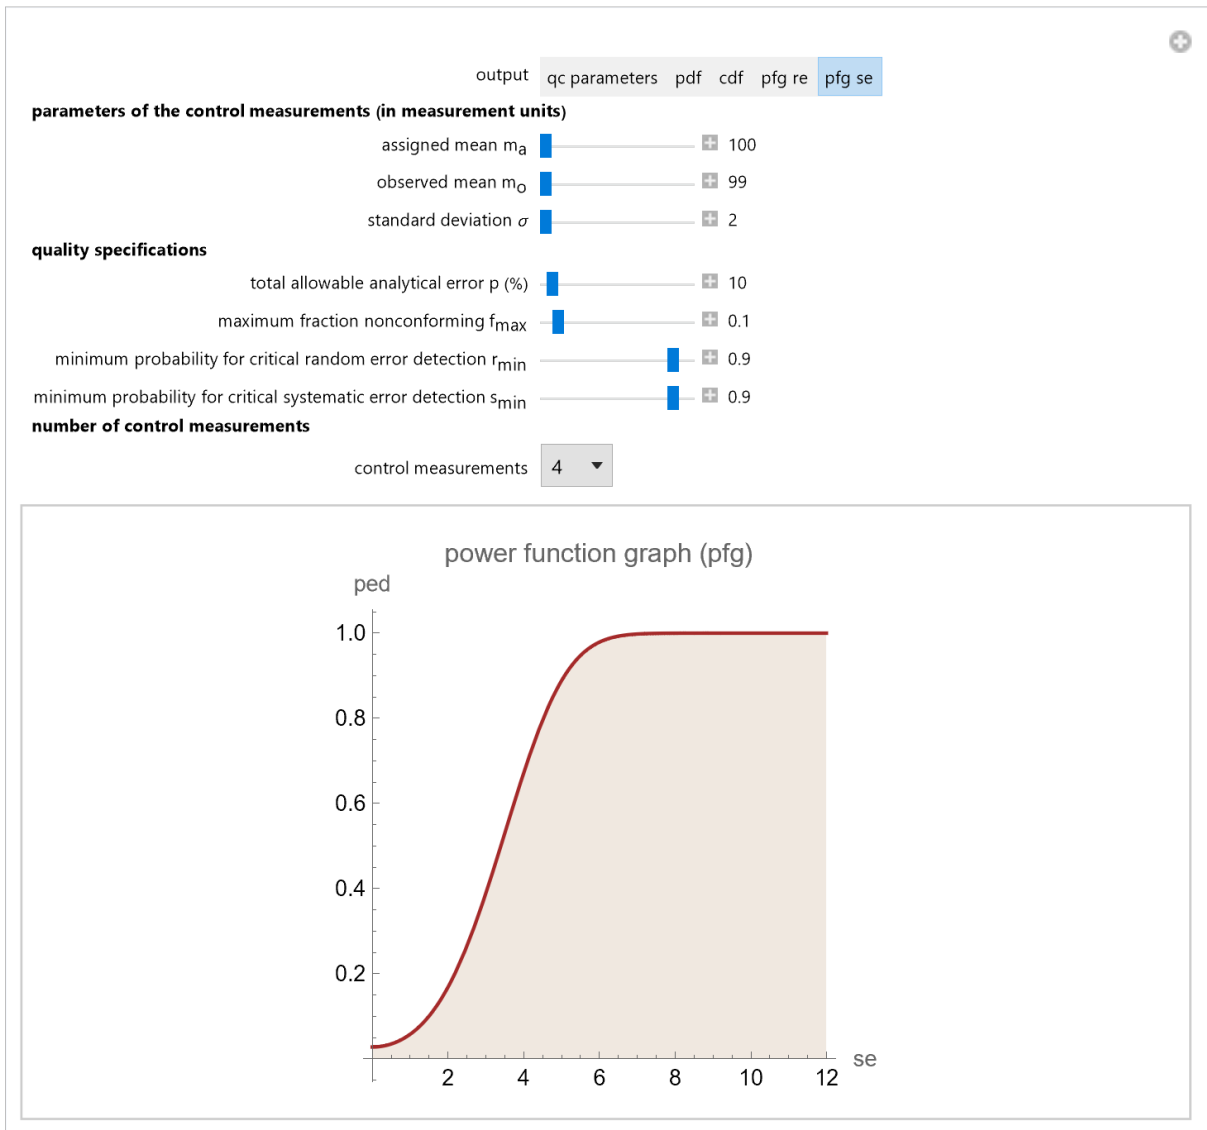 output qc parameters pdf cdf pfg re pfg se
parameters of the control measurements (in measurement units)
assigned mean ma 100
observed mean mo 99
standard deviation σ 2
quality specifications
total allowable analytical error p (%) 10
maximum fraction nonconforming fmax 0.1
minimum probability for critical random error detection rmin 0.9
minimum probability for critical systematic error detection smin 0.9
number of control measurements
control measurements 4
power function graph (pfg)
ped
1.0
0.8
0.6
0.4
0.2
se
2 4 6 8 10 12